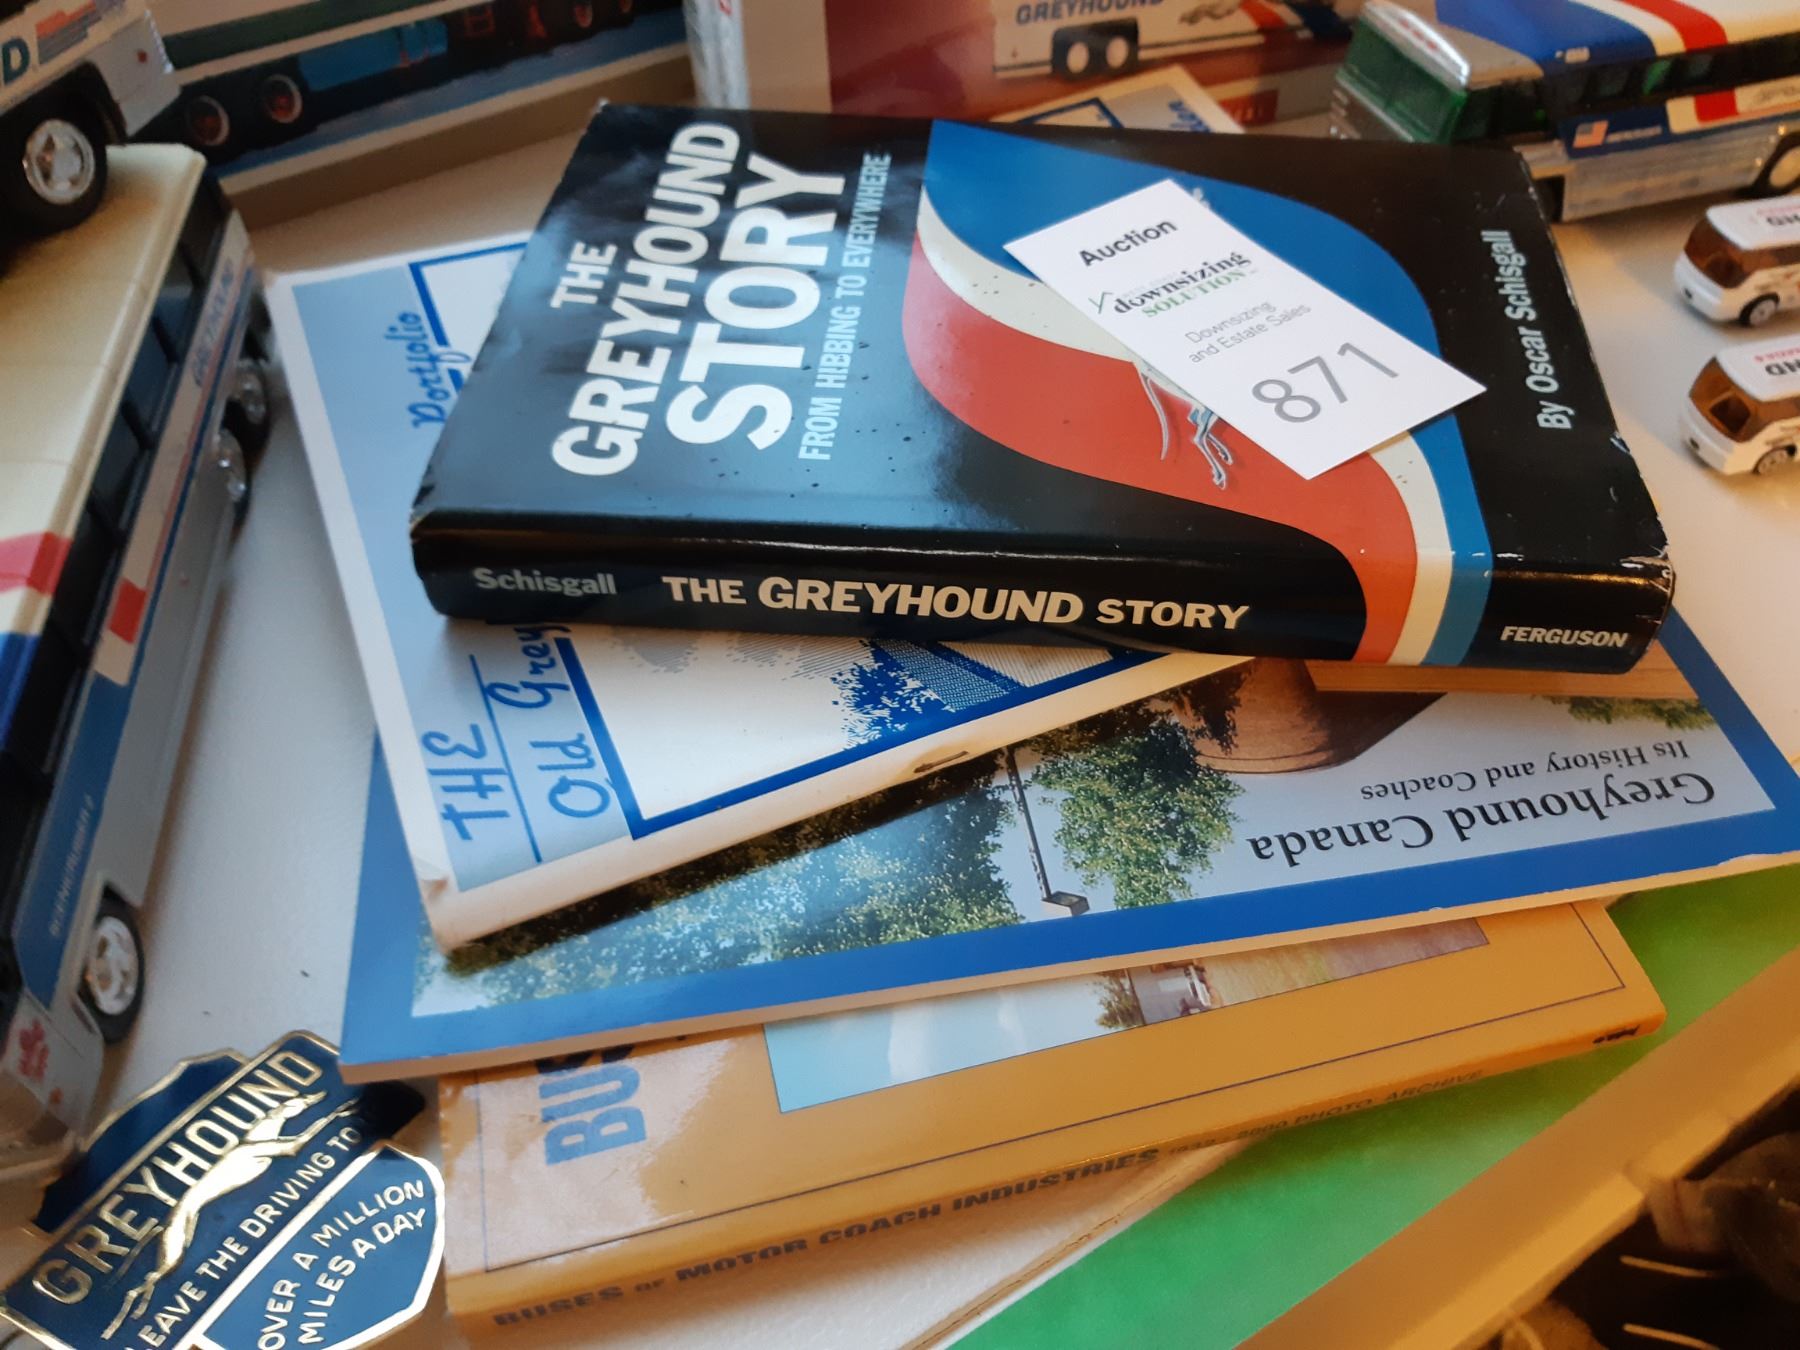 GREYHOUND
THE
GREYHOUND
STORY
FROM HIBBING TO EVERYWHERE
By Oscar Schisgall
Auction
downsizing
SOLUTION
Downsizing
and Estate Sales
871
Schisgall THE GREYHOUND STORY FERGUSON
Portfolio
THE
Old Grey
Greyhound Canada
Its History and Coaches
BUSES OF MOTOR COACH INDUSTRIES 1932-2000 PHOTO ARCHIVE
GREYHOUND
LEAVE THE DRIVING TO
OVER A MILLION
MILES A DAY